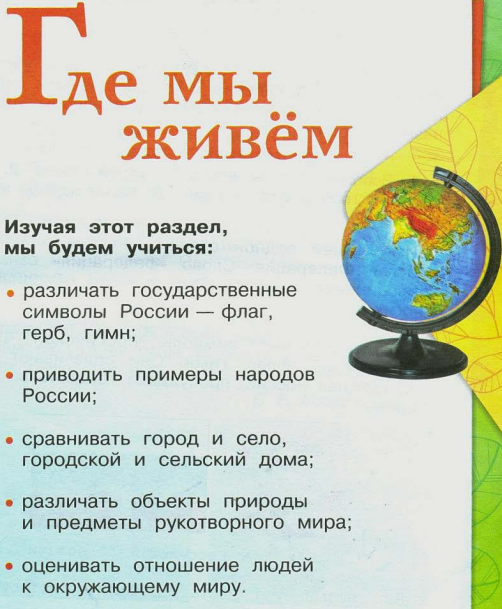 Где мы
живём
Изучая этот раздел,
мы будем учиться:
• различать государственные
символы России — флаг,
герб, гимн;
• приводить примеры народов
России;
• сравнивать город и село,
городской и сельский дома;
• различать объекты природы
и предметы рукотворного мира;
• оценивать отношение людей
к окружающему миру.